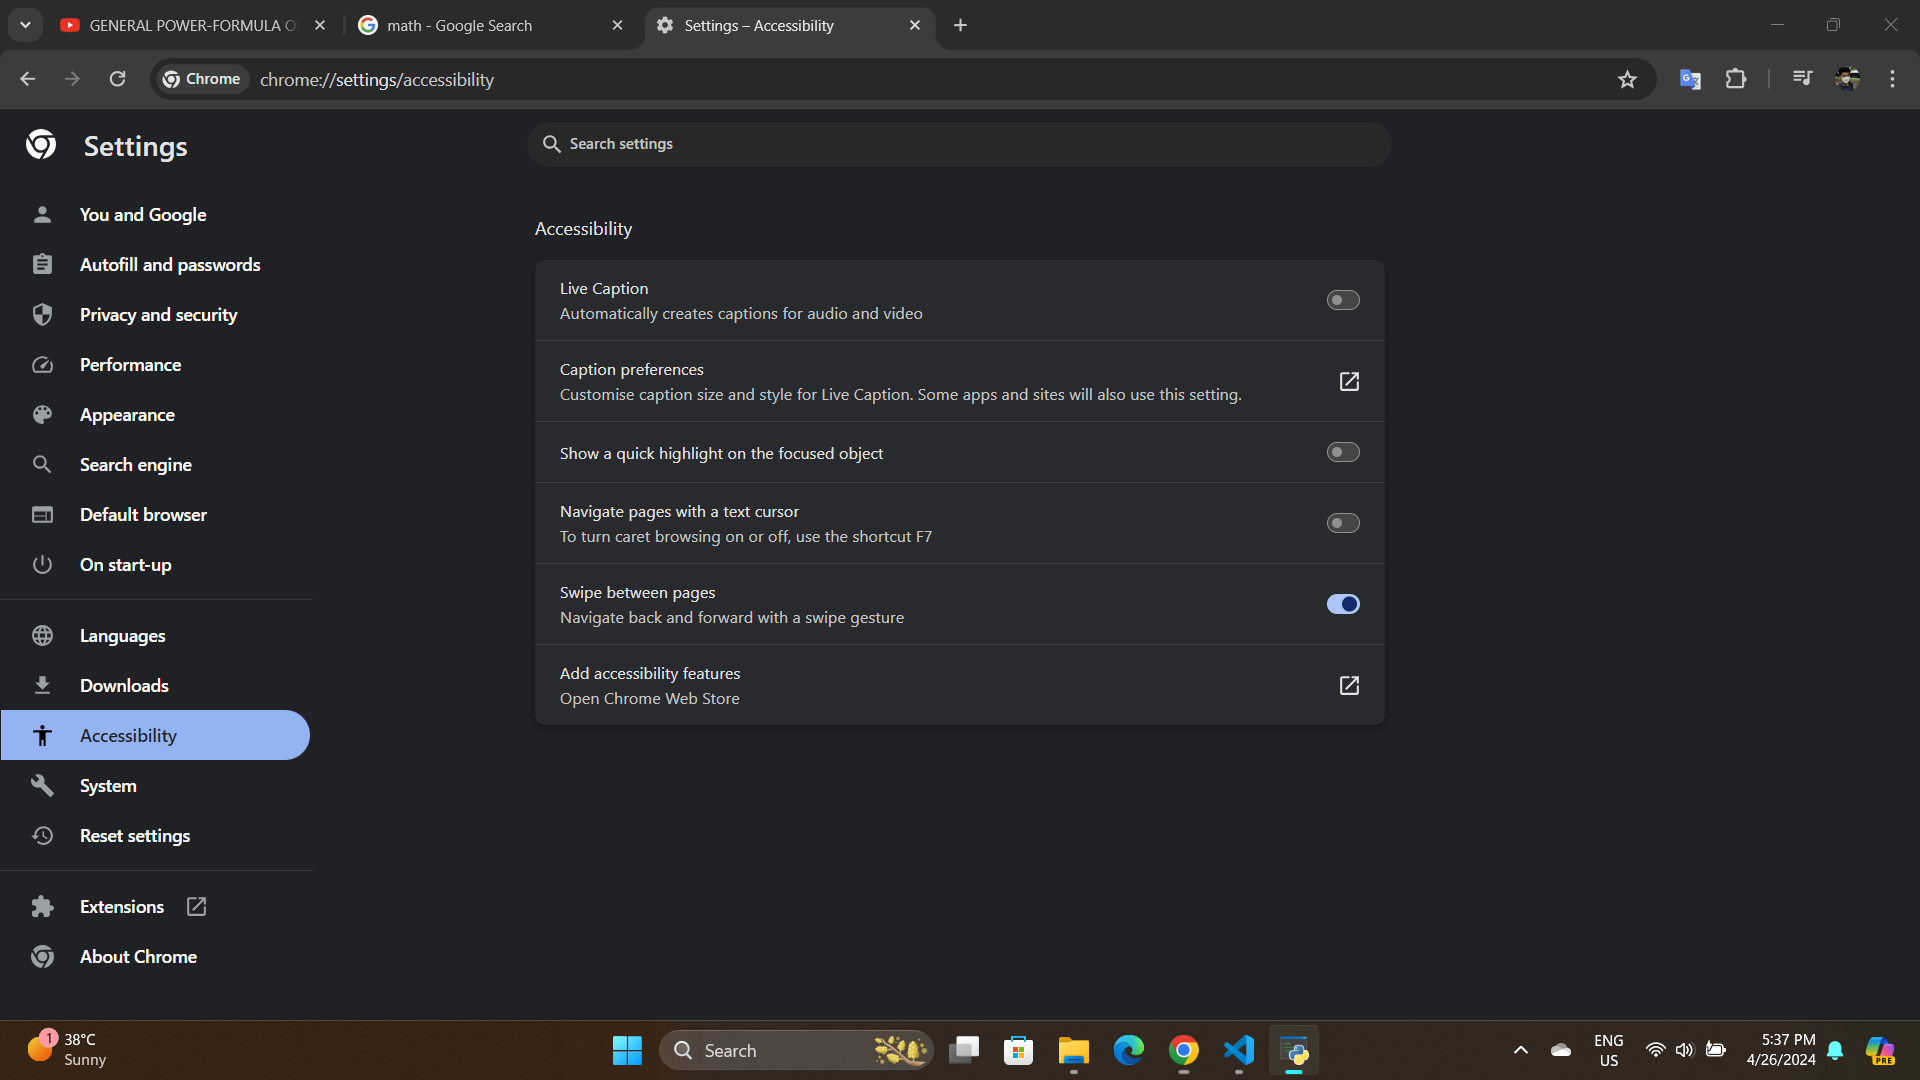 GENERAL POWER-FORMULA O
math - Google Search
Settings – Accessibility
Chrome
chrome://settings/accessibility
Settings
Search settings
You and Google
Autofill and passwords
Privacy and security
Performance
Appearance
Search engine
Default browser
On start-up
Languages
Downloads
Accessibility
System
Reset settings
Extensions
About Chrome
Accessibility
Live Caption
Automatically creates captions for audio and video
Caption preferences
Customise caption size and style for Live Caption. Some apps and sites will also use this setting.
Show a quick highlight on the focused object
Navigate pages with a text cursor
To turn caret browsing on or off, use the shortcut F7
Swipe between pages
Navigate back and forward with a swipe gesture
Add accessibility features
Open Chrome Web Store
1
38°C
Sunny
Search
ENG
US
5:37 PM
4/26/2024
PRE